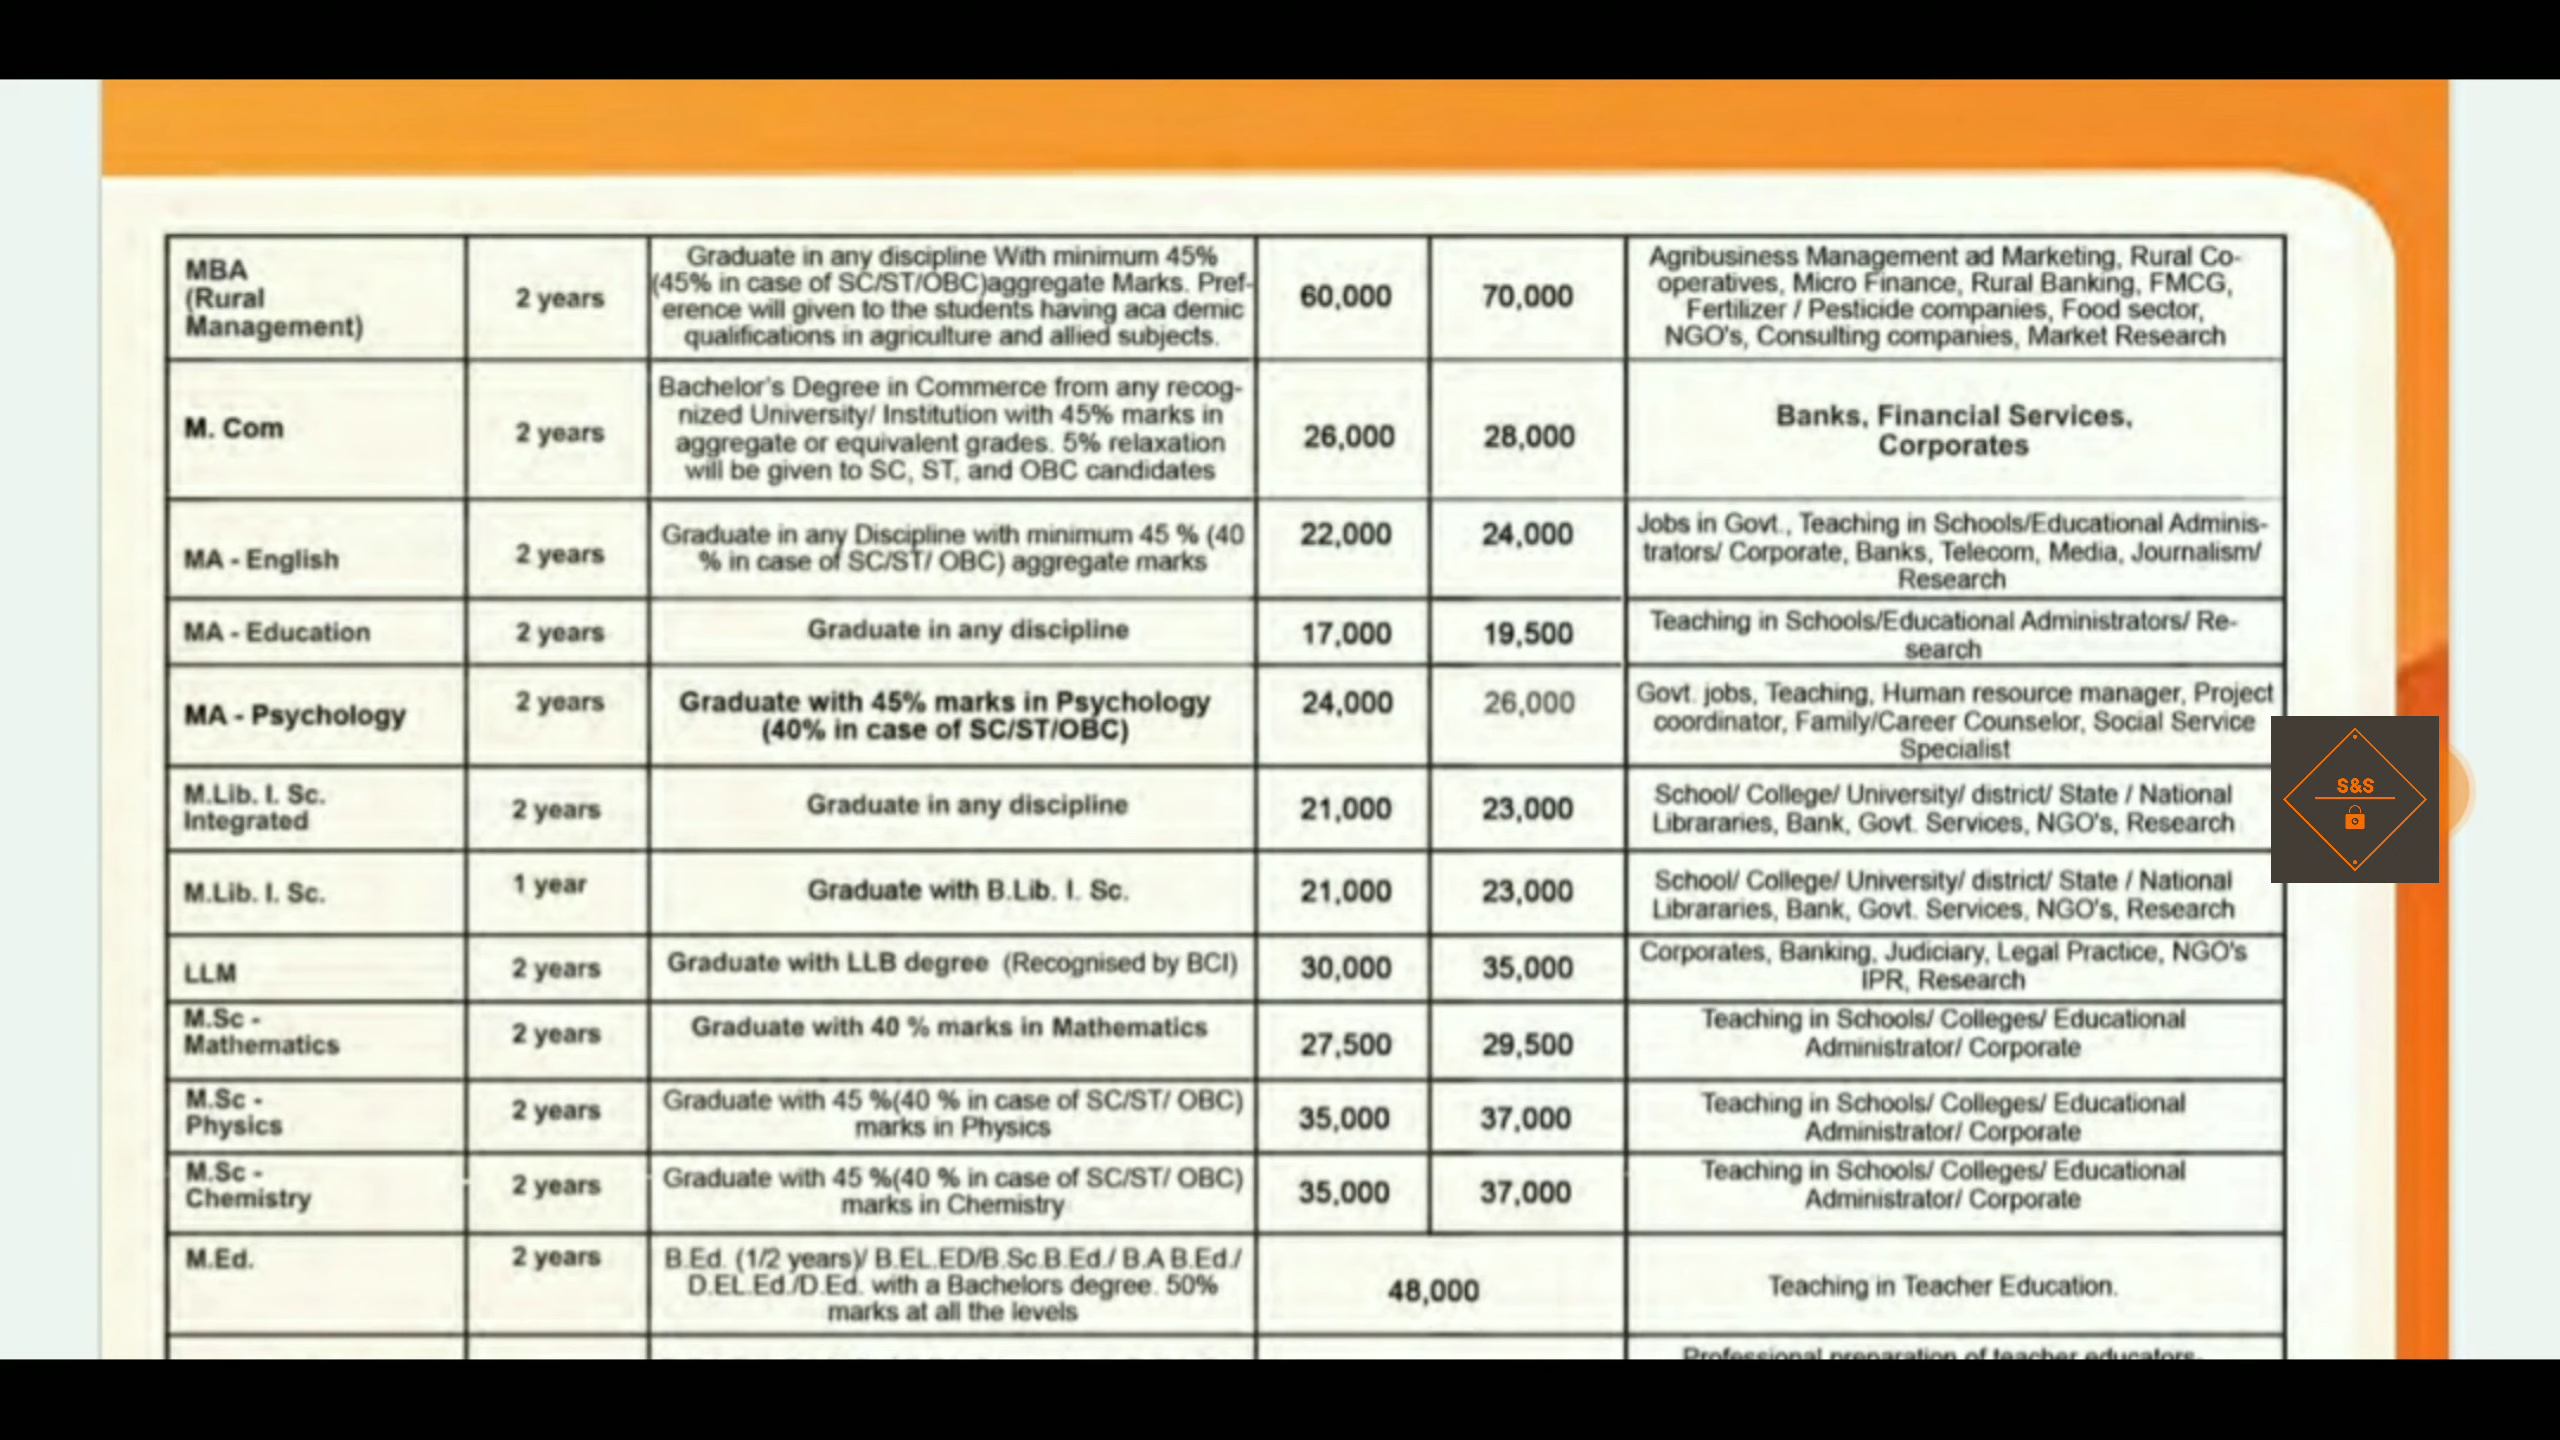 MBA
(Rural
Management)
2 years
Graduate in any discipline With minimum 45%
(45% in case of SC/ST/OBC)aggregate Marks. Pref-
erence will given to the students having aca demic
qualifications in agriculture and allied subjects.
60,000
70,000
Agribusiness Management ad Marketing, Rural Co-
operatives, Micro Finance, Rural Banking, FMCG,
Fertilizer / Pesticide companies, Food sector,
NGO's, Consulting companies, Market Research
M. Com
2 years
Bachelor's Degree in Commerce from any recog-
nized University/ Institution with 45% marks in
aggregate or equivalent grades. 5% relaxation
will be given to SC, ST, and OBC candidates
26,000
28,000
Banks, Financial Services,
Corporates
MA - English
2 years
Graduate in any Discipline with minimum 45 % (40
% in case of SC/ST/ OBC) aggregate marks
22,000
24,000
Jobs in Govt., Teaching in Schools/Educational Adminis-
trators/ Corporate, Banks, Telecom, Media, Journalism/
Research
MA - Education
2 years
Graduate in any discipline
17,000
19,500
Teaching in Schools/Educational Administrators/ Re-
search
MA - Psychology
2 years
Graduate with 45% marks in Psychology
(40% in case of SC/ST/OBC)
24,000
26,000
Govt. jobs, Teaching, Human resource manager, Project
coordinator, Family/Career Counselor, Social Service
Specialist
M.Lib. I. Sc.
Integrated
2 years
Graduate in any discipline
21,000
23,000
School/ College/ University/ district/ State / National
Librararies, Bank, Govt. Services, NGO's, Research
M.Lib. I. Sc.
1 year
Graduate with B.Lib. I. Sc.
21,000
23,000
School/ College/ University/ district/ State / National
Librararies, Bank, Govt. Services, NGO's, Research
LLM
2 years
Graduate with LLB degree (Recognised by BCI)
30,000
35,000
Corporates, Banking, Judiciary, Legal Practice, NGO's
IPR, Research
M.Sc -
Mathematics
2 years
Graduate with 40 % marks in Mathematics
27,500
29,500
Teaching in Schools/ Colleges/ Educational
Administrator/ Corporate
M.Sc -
Physics
2 years
Graduate with 45 %(40 % in case of SC/ST/ OBC)
marks in Physics
35,000
37,000
Teaching in Schools/ Colleges/ Educational
Administrator/ Corporate
M.Sc -
Chemistry
2 years
Graduate with 45 %(40 % in case of SC/ST/ OBC)
marks in Chemistry
35,000
37,000
Teaching in Schools/ Colleges/ Educational
Administrator/ Corporate
M.Ed.
2 years
B.Ed. (1/2 years)/ B.EL.ED/B.Sc.B.Ed./ B.A B.Ed./
D.EL.Ed./D.Ed. with a Bachelors degree. 50%
marks at all the levels
48,000
Teaching in Teacher Education.
Professional preparation of teacher educators-
S&S